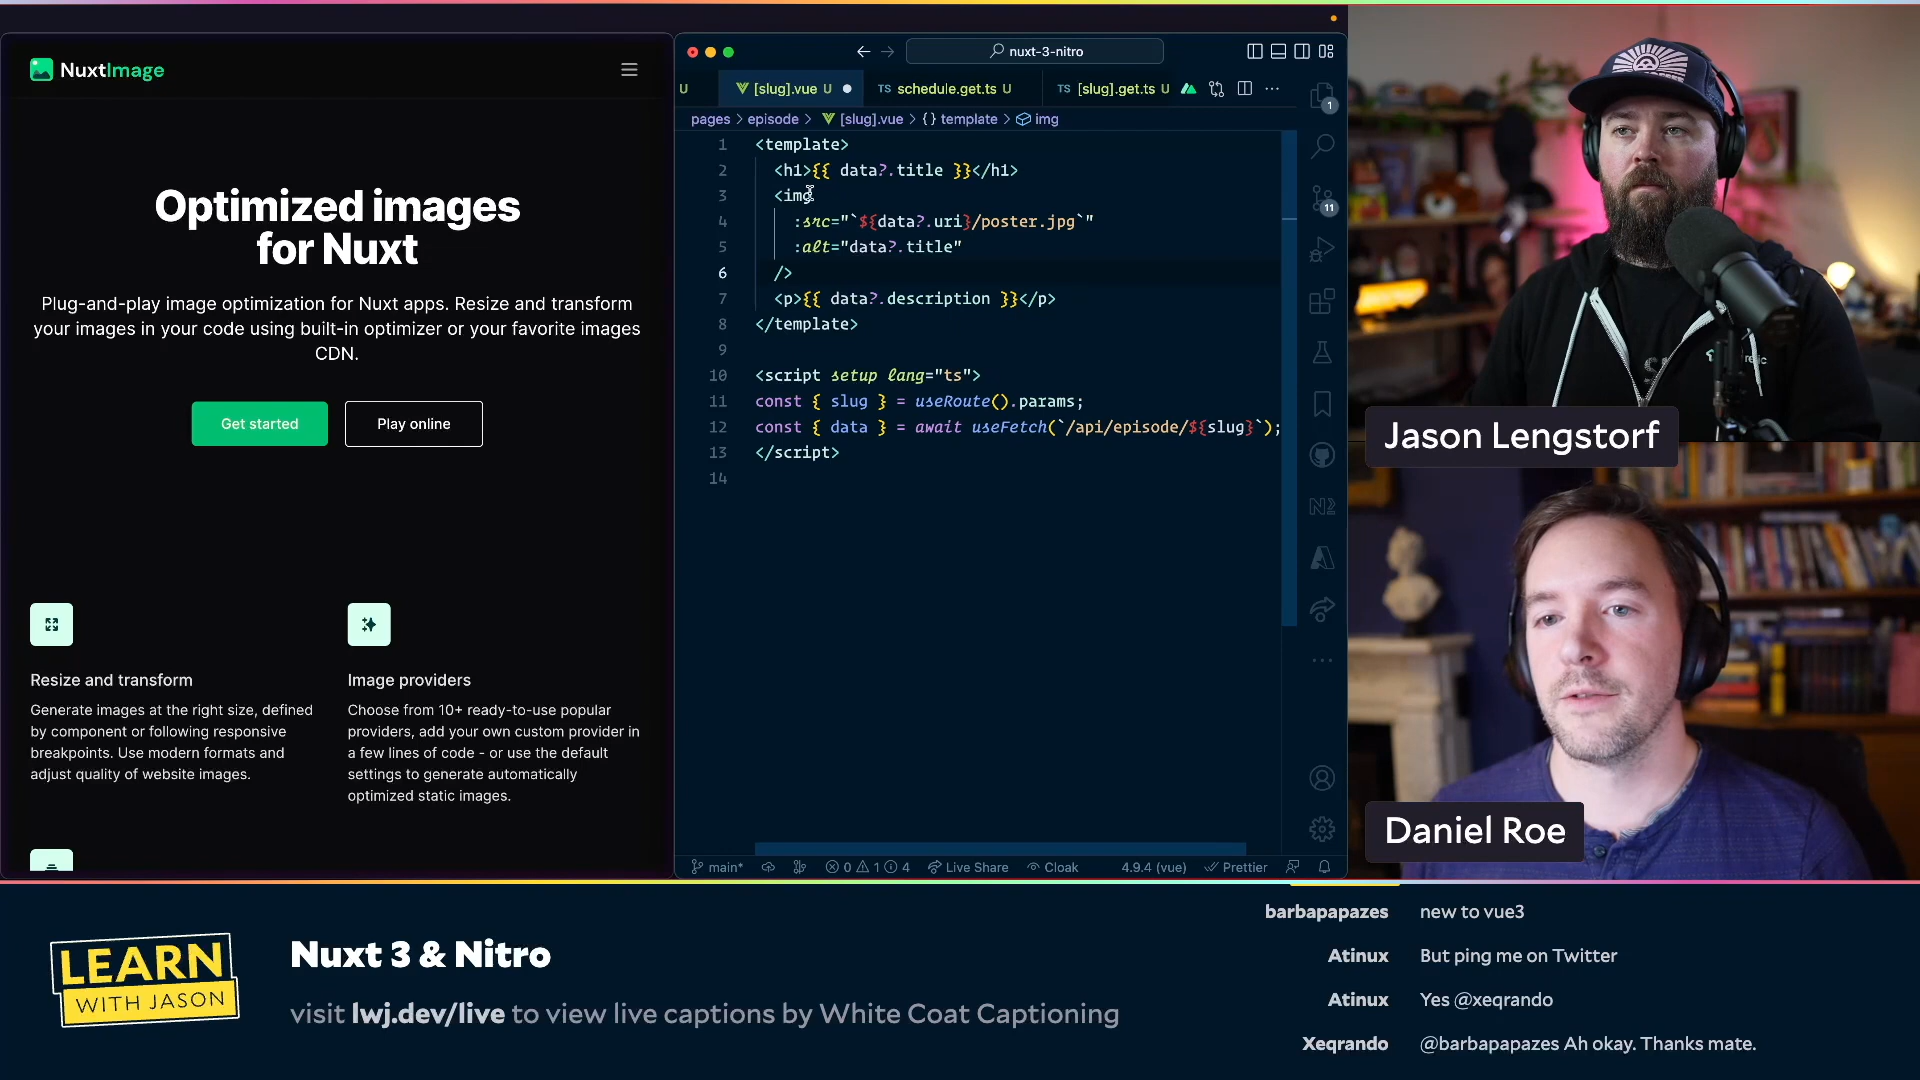 NuxtImage
Optimized images
for Nuxt
Plug-and-play image optimization for Nuxt apps. Resize and transform
your images in your code using built-in optimizer or your favorite images
CDN.
Get started
Play online
Resize and transform
Generate images at the right size, defined
by component or following responsive
breakpoints. Use modern formats and
adjust quality of website images.
Image providers
Choose from 10+ ready-to-use popular
providers, add your own custom provider in
a few lines of code - or use the default
settings to generate automatically
optimized static images.
nuxt-3-nitro
U
[slug].vue U
TS schedule.get.ts U
TS [slug].get.ts U
pages > episode > [slug].vue > {} template > img
1 <template>
2 <h1>{{ data?.title }}</h1>
3 <img
4 :src="`${data?.uri}/poster.jpg`"
5 :alt="data?.title"
6 />
7 <p>{{ data?.description }}</p>
8 </template>
9
10 <script setup lang="ts">
11 const { slug } = useRoute().params;
12 const { data } = await useFetch(`/api/episode/${slug}`);
13 </script>
14
1
11
main*
0 1 4
Live Share
Cloak
4.9.4 (vue)
Prettier
Jason Lengstorf
Daniel Roe
LEARN
WITH JASON
Nuxt 3 & Nitro
visit lwj.dev/live to view live captions by White Coat Captioning
barbapapazes new to vue3
Atinux But ping me on Twitter
Atinux Yes @xeqrando
Xeqrando @barbapapazes Ah okay. Thanks mate.